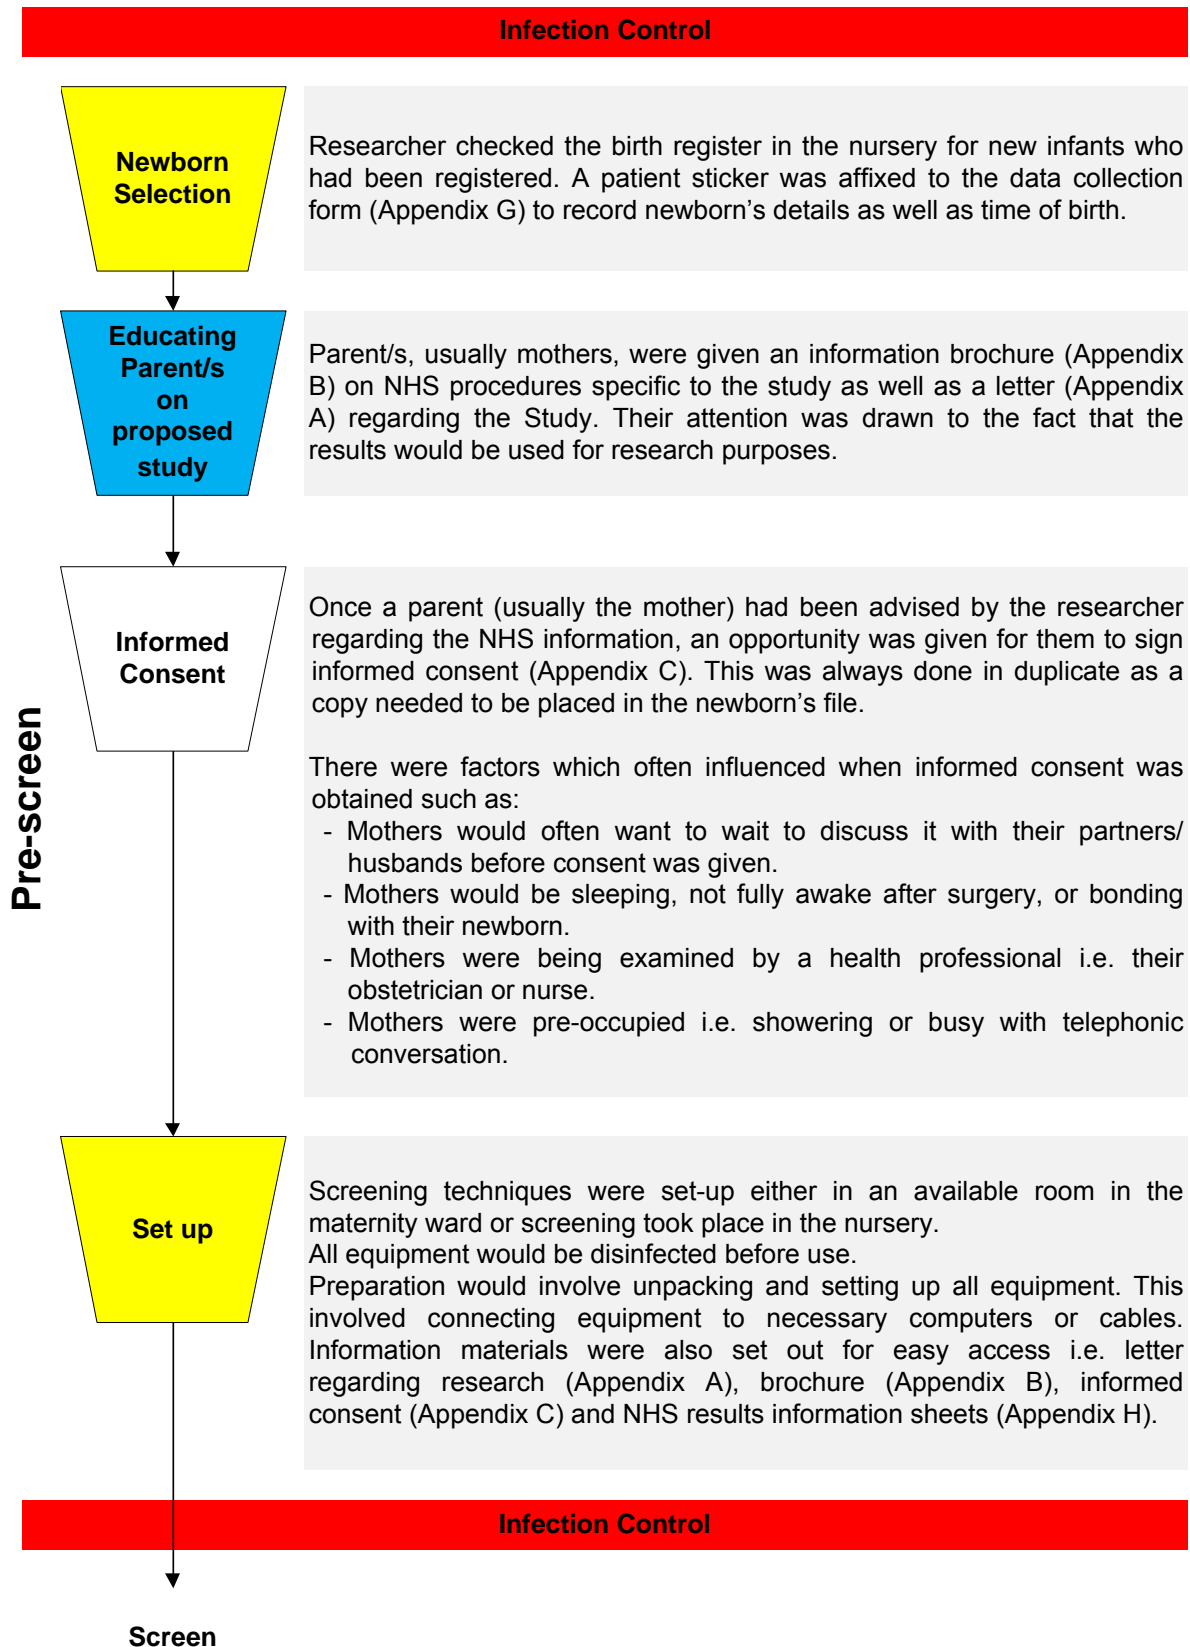 Infection Control
Newborn
Selection
Researcher checked the birth register in the nursery for new infants who
had been registered. A patient sticker was affixed to the data collection
form (Appendix G) to record newborn’s details as well as time of birth.
Educating
Parent/s
on
proposed
study
Parent/s, usually mothers, were given an information brochure (Appendix
B) on NHS procedures specific to the study as well as a letter (Appendix
A) regarding the Study. Their attention was drawn to the fact that the
results would be used for research purposes.
Pre-screen
Informed
Consent
Once a parent (usually the mother) had been advised by the researcher
regarding the NHS information, an opportunity was given for them to sign
informed consent (Appendix C). This was always done in duplicate as a
copy needed to be placed in the newborn’s file.
There were factors which often influenced when informed consent was
obtained such as:
- Mothers would often want to wait to discuss it with their partners/
husbands before consent was given.
- Mothers would be sleeping, not fully awake after surgery, or bonding
with their newborn.
- Mothers were being examined by a health professional i.e. their
obstetrician or nurse.
- Mothers were pre-occupied i.e. showering or busy with telephonic
conversation.
Set up
Screening techniques were set-up either in an available room in the
maternity ward or screening took place in the nursery.
All equipment would be disinfected before use.
Preparation would involve unpacking and setting up all equipment. This
involved connecting equipment to necessary computers or cables.
Information materials were also set out for easy access i.e. letter
regarding research (Appendix A), brochure (Appendix B), informed
consent (Appendix C) and NHS results information sheets (Appendix H).
Infection Control
Screen